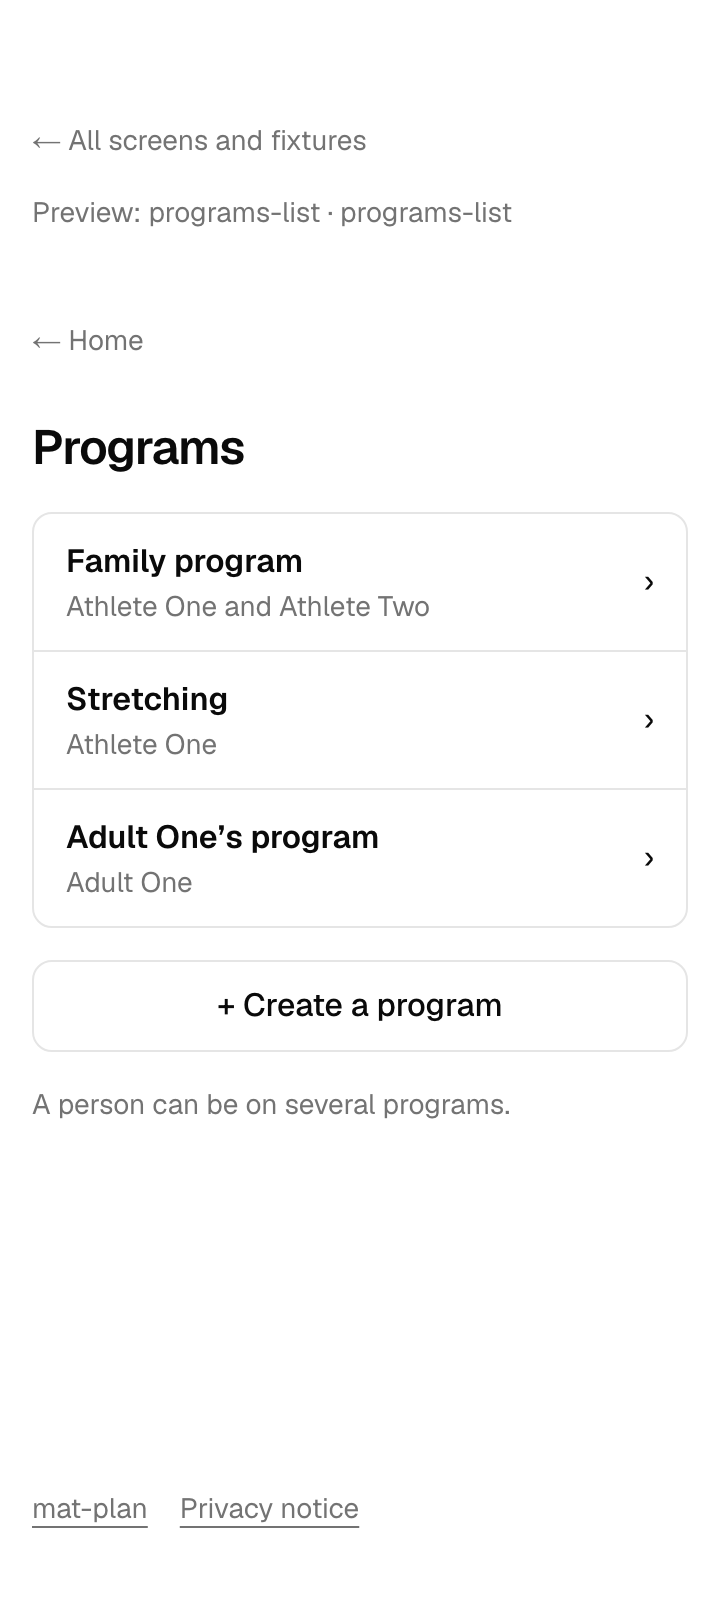 ← All screens and fixtures
Preview: programs-list · programs-list
← Home
Programs
Family program
Athlete One and Athlete Two
›
Stretching
Athlete One
›
Adult One’s program
Adult One
›
+ Create a program
A person can be on several programs.
mat-plan Privacy notice